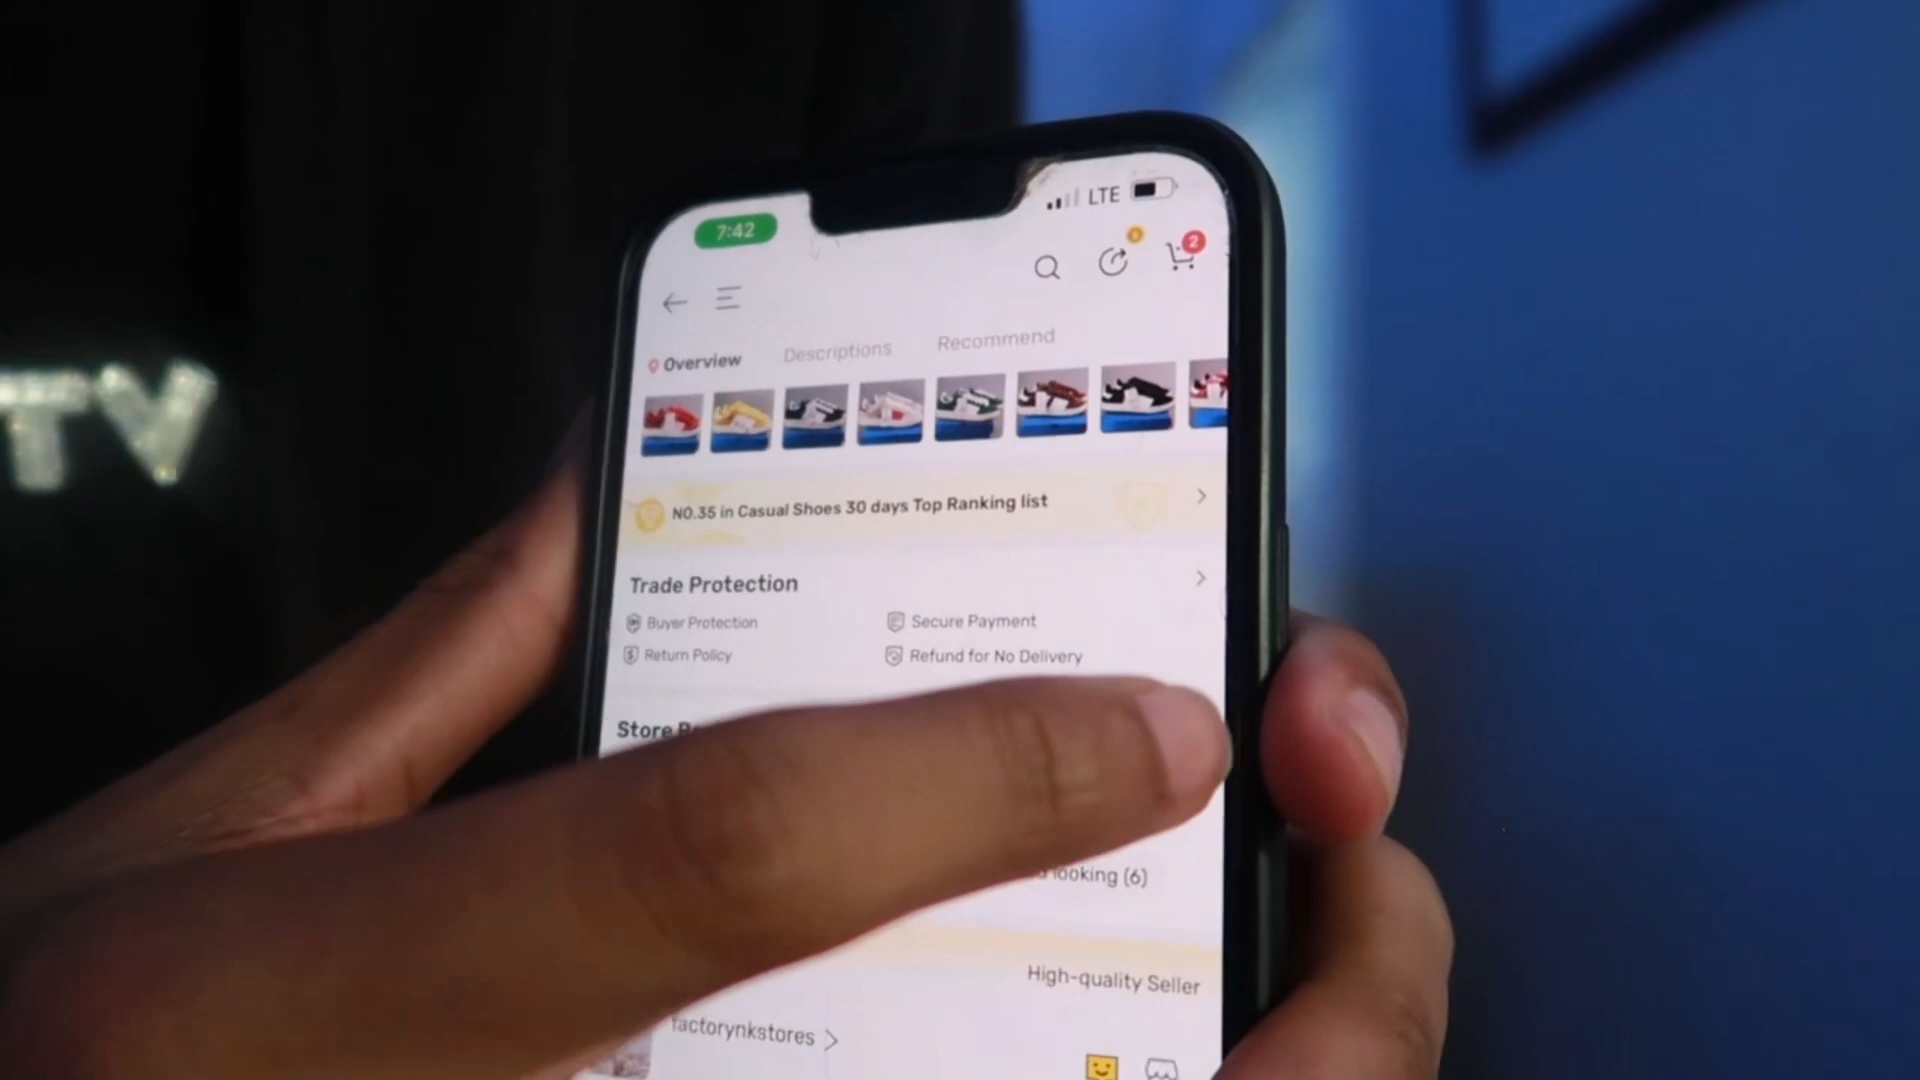 7:42
LTE
2
Overview
Descriptions
Recommend
NO.35 in Casual Shoes 30 days Top Ranking list
Trade Protection
Buyer Protection
Secure Payment
Return Policy
Refund for No Delivery
Store
looking (6)
High-quality Seller
factorynkstores
TV